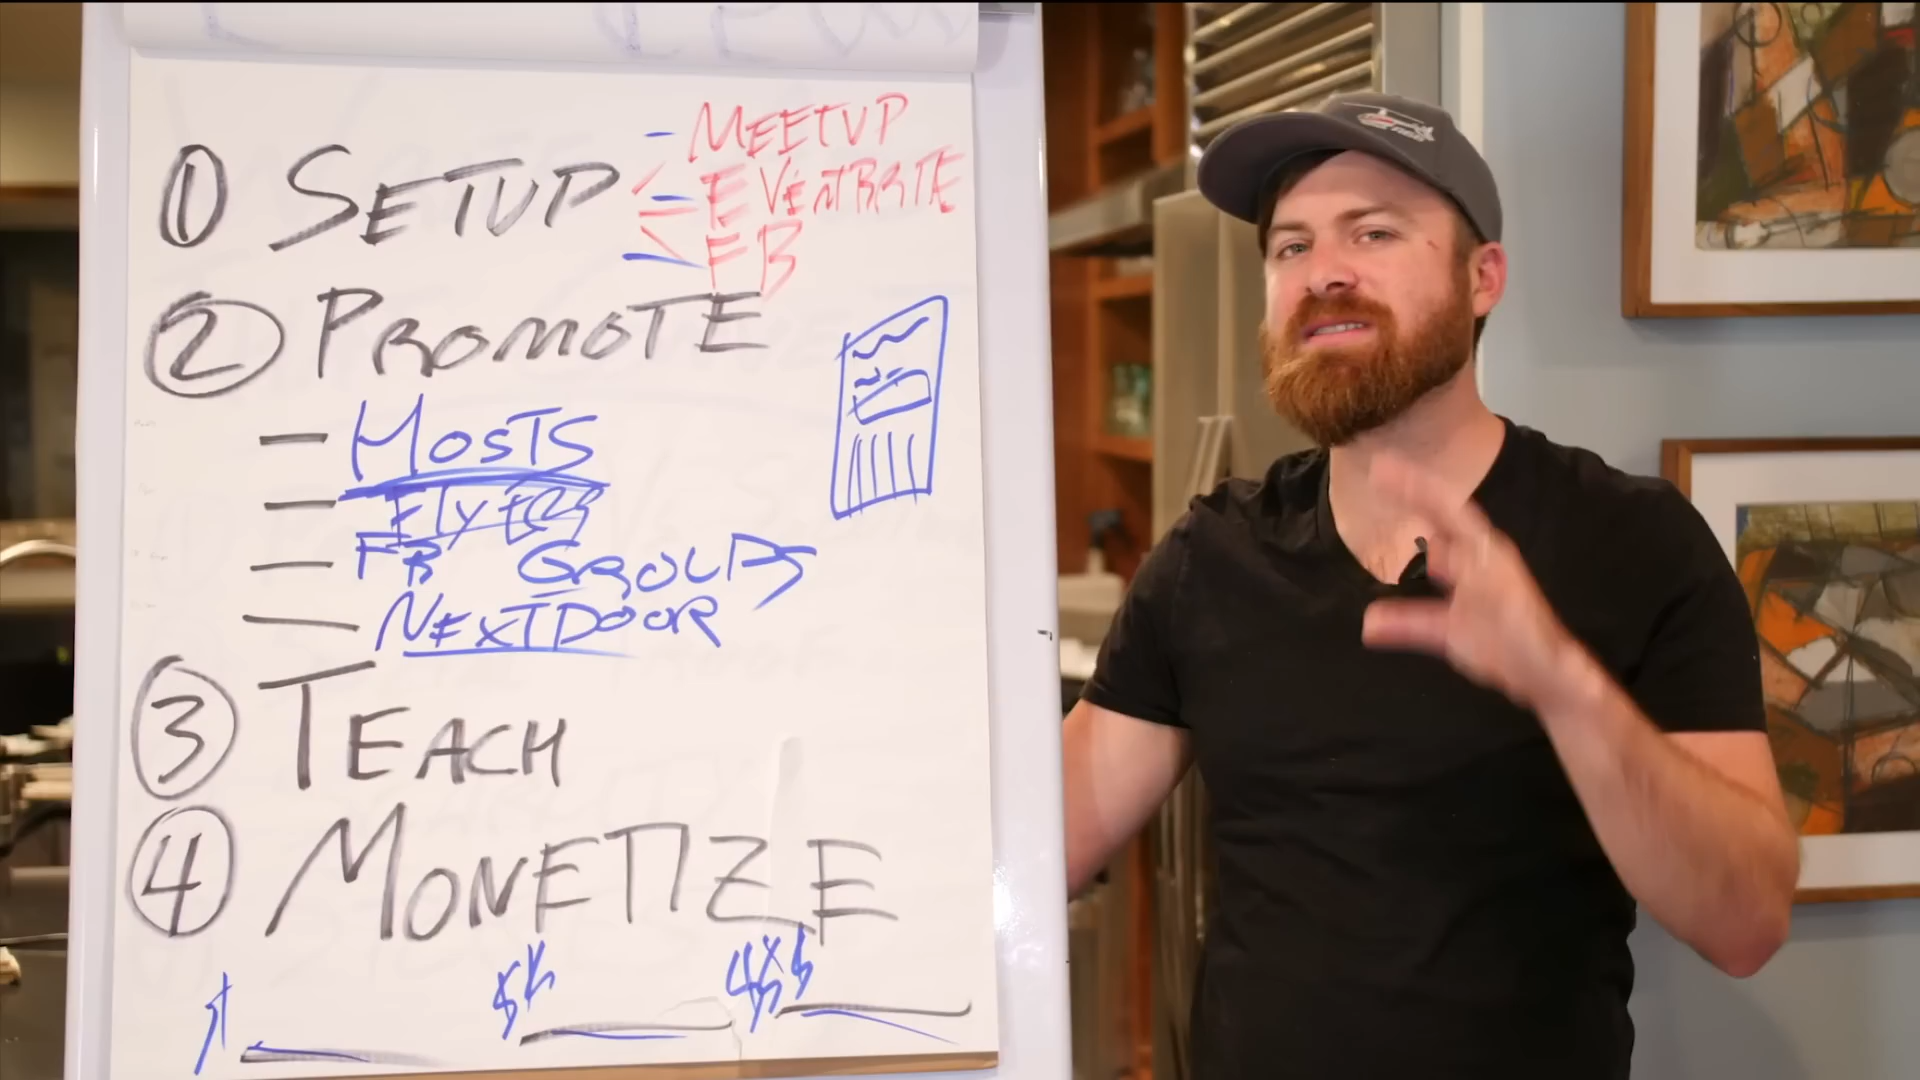 ① SETUP
- MEETUP
- EVENTBRITE
- FB
② PROMOTE
- HOSTS
- FLYERS
- FB GROUPS
- NEXTDOOR
③ TEACH
④ MONETIZE
$ $$ $$$